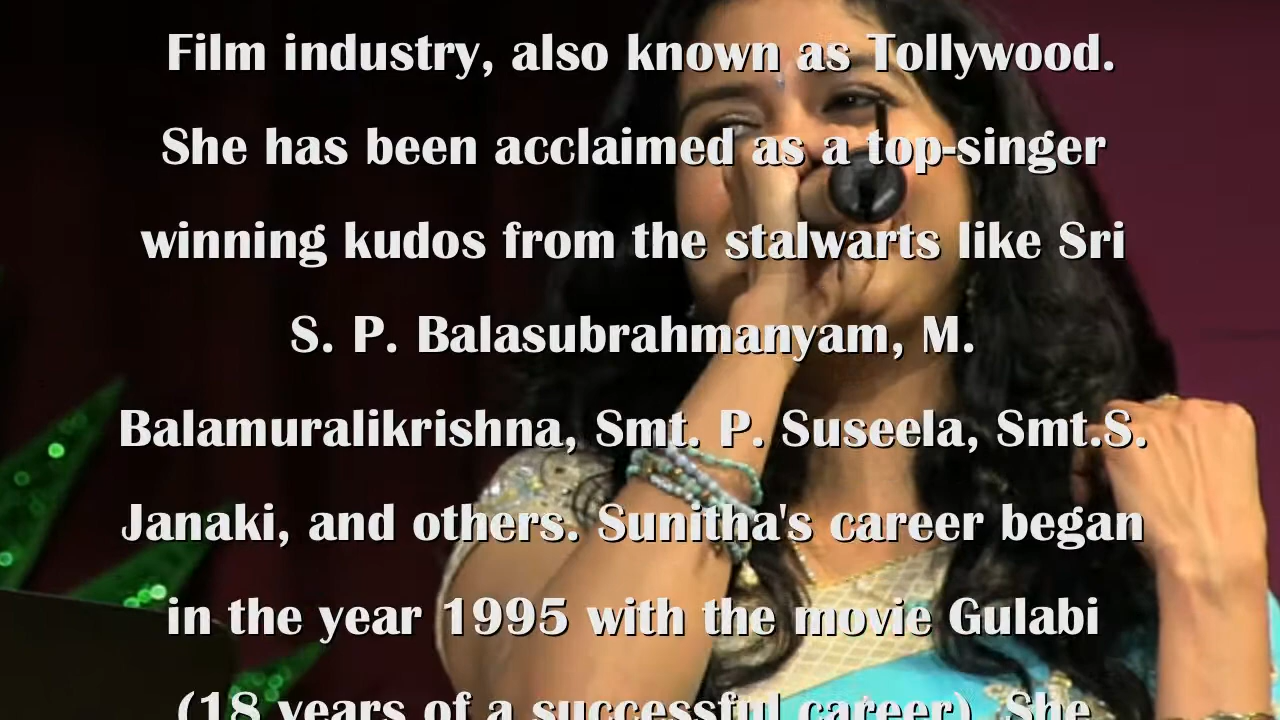 Film industry, also known as Tollywood.
She has been acclaimed as a top-singer
winning kudos from the stalwarts like Sri
S. P. Balasubrahmanyam, M.
Balamuralikrishna, Smt. P. Suseela, Smt.S.
Janaki, and others. Sunitha's career began
in the year 1995 with the movie Gulabi
(18 years of a successful career). She